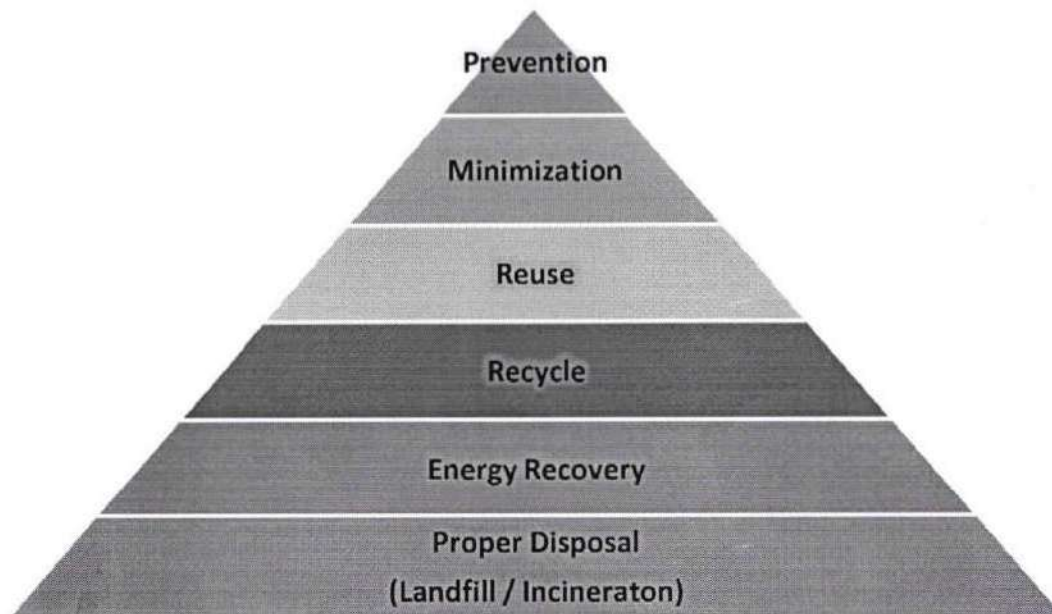 Prevention
Minimization
Reuse
Recycle
Energy Recovery
Proper Disposal
(Landfill / Incineraton)